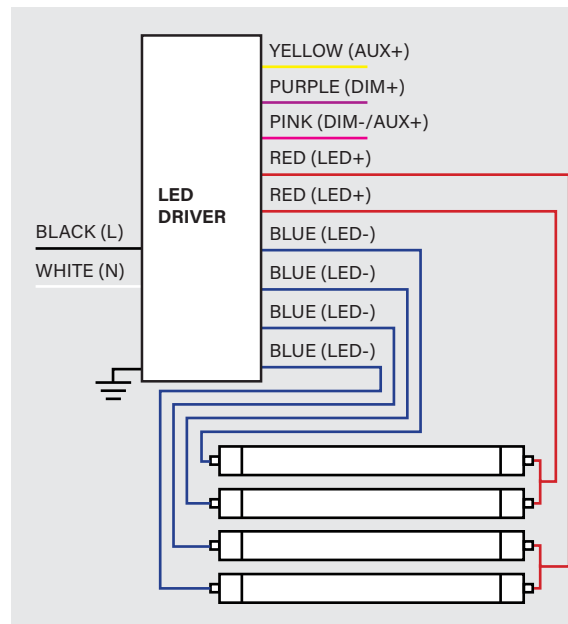 YELLOW (AUX+)
PURPLE (DIM+)
PINK (DIM-/AUX+)
RED (LED+)
LED
DRIVER
RED (LED+)
BLACK (L)
BLUE (LED-)
WHITE (N)
BLUE (LED-)
BLUE (LED-)
BLUE (LED-)